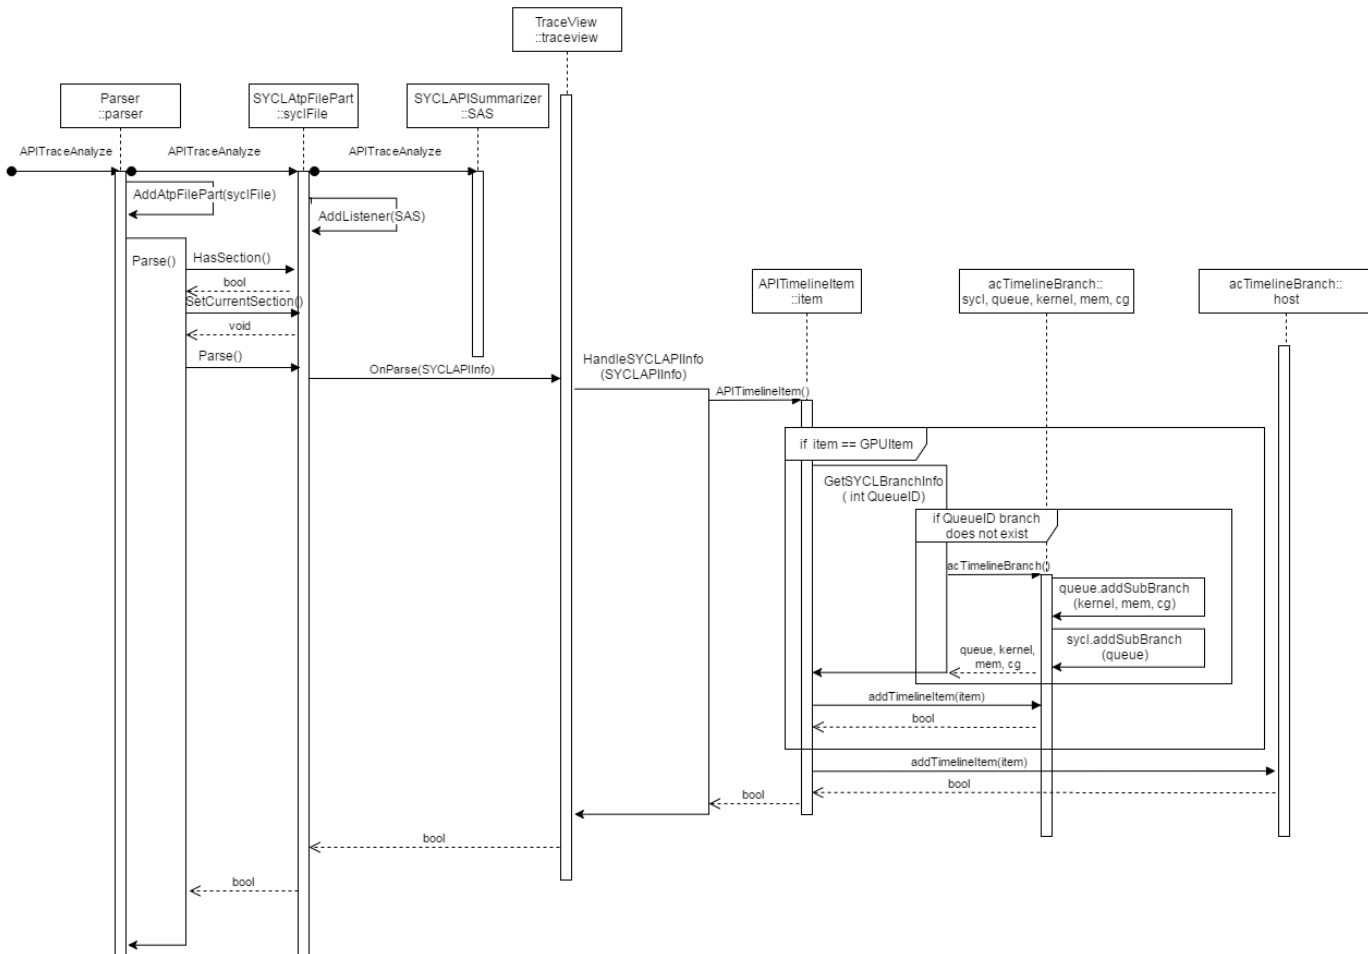 TraceView
::traceview
Parser
::parser
SYCLAtpFilePart
::syclFile
SYCLAPISummarizer
::SAS
APITraceAnalyze
APITraceAnalyze
APITraceAnalyze
AddAtpFilePart(syclFile)
AddListener(SAS)
Parse()
HasSection()
bool
SetCurrentSection()
void
Parse()
OnParse(SYCLAPIInfo)
HandleSYCLAPIInfo
(SYCLAPIInfo)
APITimelineItem
::item
acTimelineBranch::
sycl, queue, kernel, mem, cg
acTimelineBranch::
host
APITimelineItem()
if item == GPUItem
GetSYCLBranchInfo
( int QueueID)
if QueueID branch
does not exist
acTimelineBranch()
queue.addSubBranch
(kernel, mem, cg)
sycl.addSubBranch
(queue)
queue, kernel,
mem, cg
addTimelineItem(item)
bool
addTimelineItem(item)
bool
bool
bool
bool